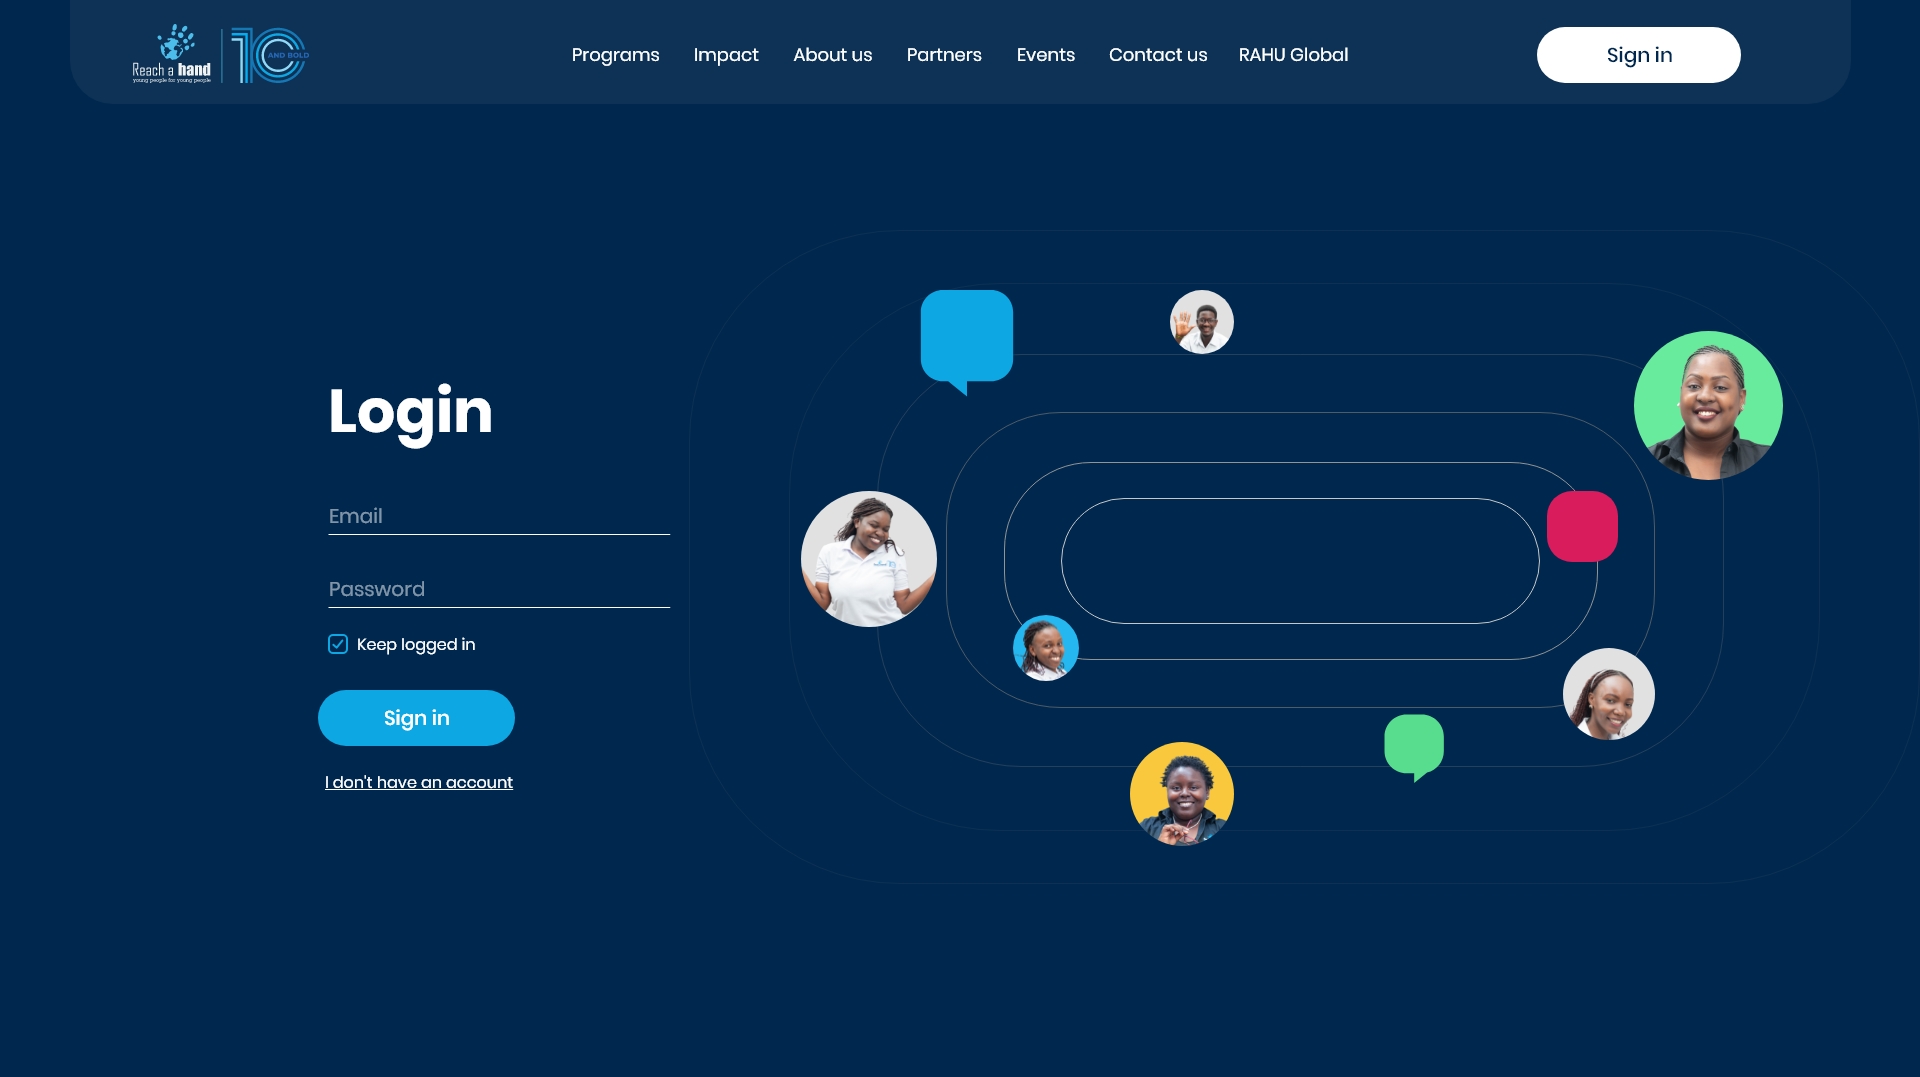 Reach a hand
young people for young people
10
AND BOLD
Programs
Impact
About us
Partners
Events
Contact us
RAHU Global
Sign in
Login
Email
Password
Keep logged in
Sign in
I don't have an account